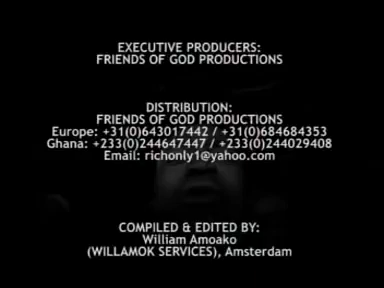 EXECUTIVE PRODUCERS:
FRIENDS OF GOD PRODUCTIONS
DISTRIBUTION:
FRIENDS OF GOD PRODUCTIONS
Europe: +31(0)643017442 / +31(0)684684353
Ghana: +233(0)244647447 / +233(0)244029408
Email: richonly1@yahoo.com
COMPILED & EDITED BY:
William Amoako
(WILLAMOK SERVICES), Amsterdam